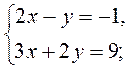 2x − y = −1,
3x + 2y = 9;